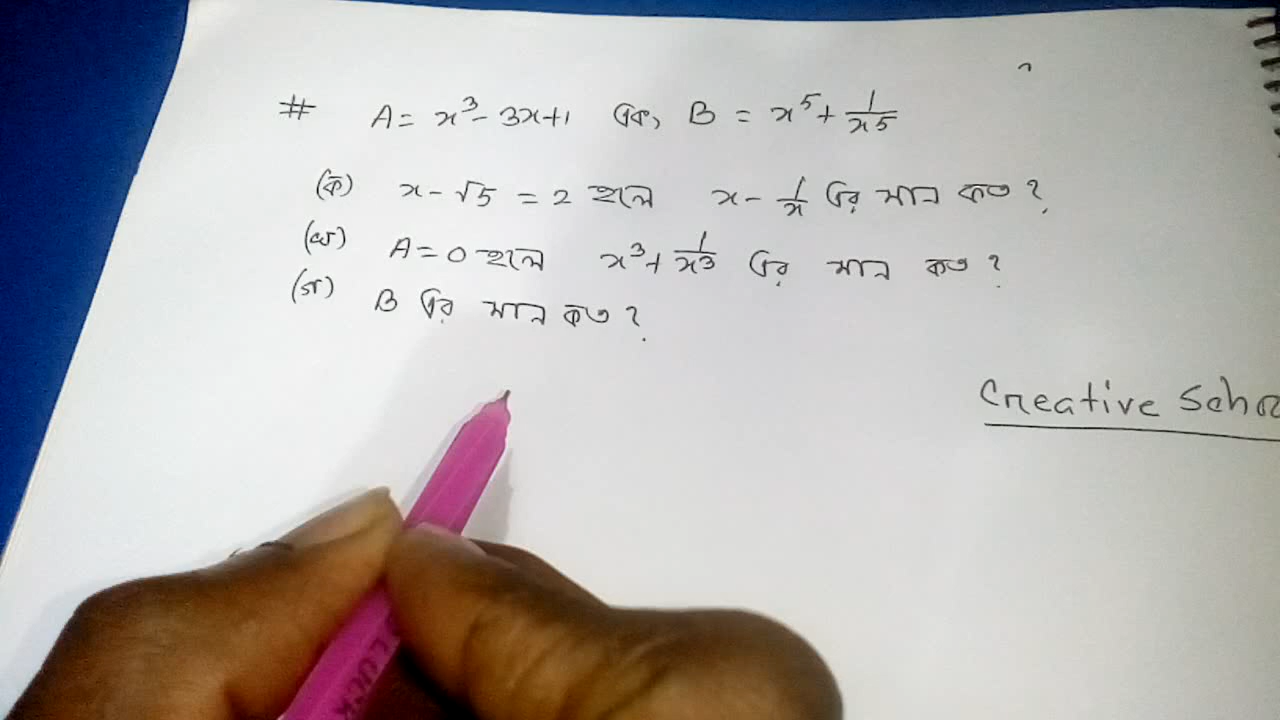 # A = x³ - 3x + 1 এবং, B = x⁵ + 1/x⁵
(ক) x - √5 = 2 হলে x - 1/x এর মান কত ?
(খ) A = 0 হলে x³ + 1/x³ এর মান কত ?
(গ) B এর মান কত ?
Creative
LUCK